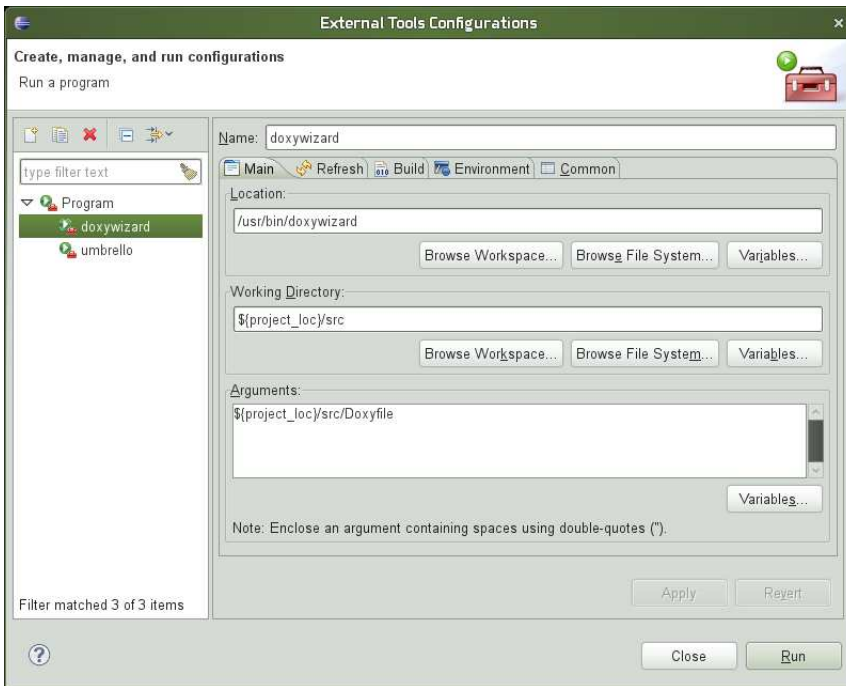 External Tools Configurations
Create, manage, and run configurations
Run a program
Name: doxywizard
type filter text
Main Refresh Build Environment Common
Program
doxywizard
umbrello
Location:
/usr/bin/doxywizard
Browse Workspace... Browse File System... Variables...
Working Directory:
${project_loc}/src
Browse Workspace... Browse File System... Variables...
Arguments:
${project_loc}/src/Doxyfile
Variables...
Note: Enclose an argument containing spaces using double-quotes (").
Filter matched 3 of 3 items
Apply Revert
Close Run